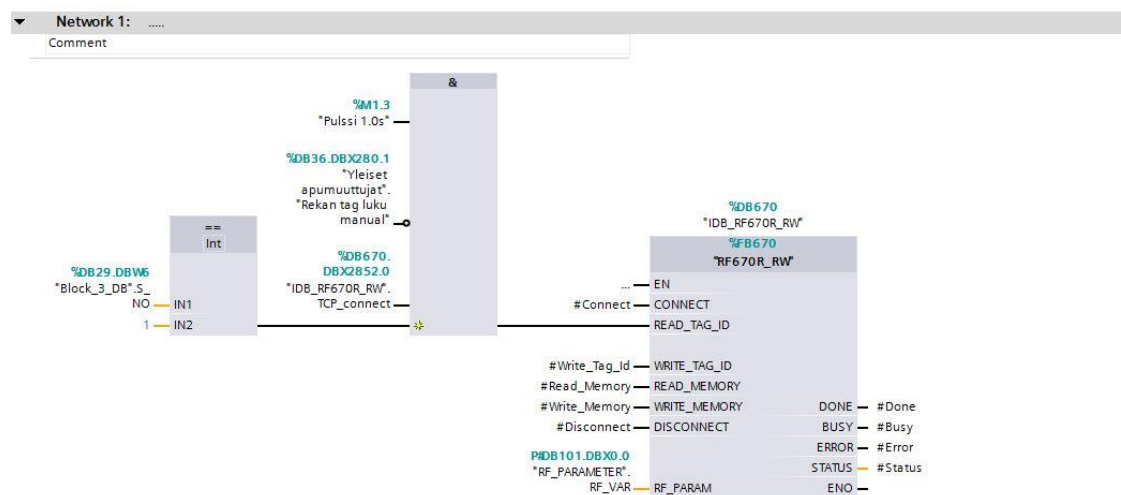 Network 1: .....
Comment
&
%M1.3
"Pulssi 1.0s"
%DB36.DBX280.1
"Yleiset
apumuuttujat".
"Rekan tag luku
manual"
%DB670.
DBX2852.0
"IDB_RF670R_RW".
TCP_connect
==
Int
%DB29.DBW6
"Block_3_DB".S_
NO IN1
1 IN2
%DB670
"IDB_RF670R_RW"
%FB670
"RF670R_RW"
... EN
#Connect CONNECT
READ_TAG_ID
#Write_Tag_Id WRITE_TAG_ID
#Read_Memory READ_MEMORY
#Write_Memory WRITE_MEMORY DONE #Done
#Disconnect DISCONNECT BUSY #Busy
ERROR #Error
P#DB101.DBX0.0
"RF_PARAMETER".
STATUS #Status
RF_VAR RF_PARAM ENO